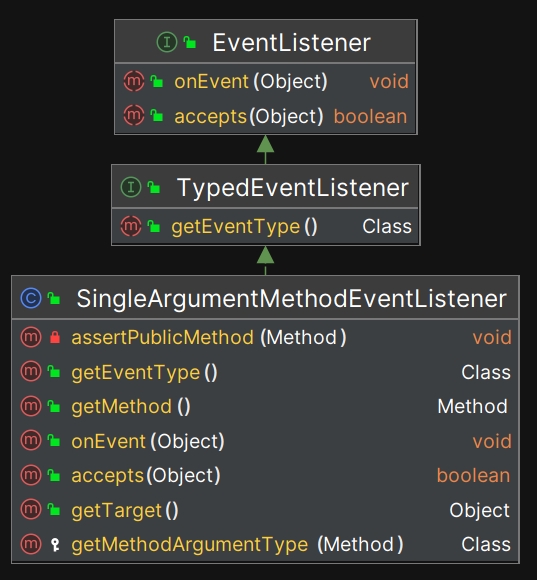 I EventListener
m onEvent(Object) void
m accepts(Object) boolean
I TypedEventListener
m getEventType() Class
C SingleArgumentMethodEventListener
m assertPublicMethod(Method) void
m getEventType() Class
m getMethod() Method
m onEvent(Object) void
m accepts(Object) boolean
m getTarget() Object
m getMethodArgumentType (Method) Class